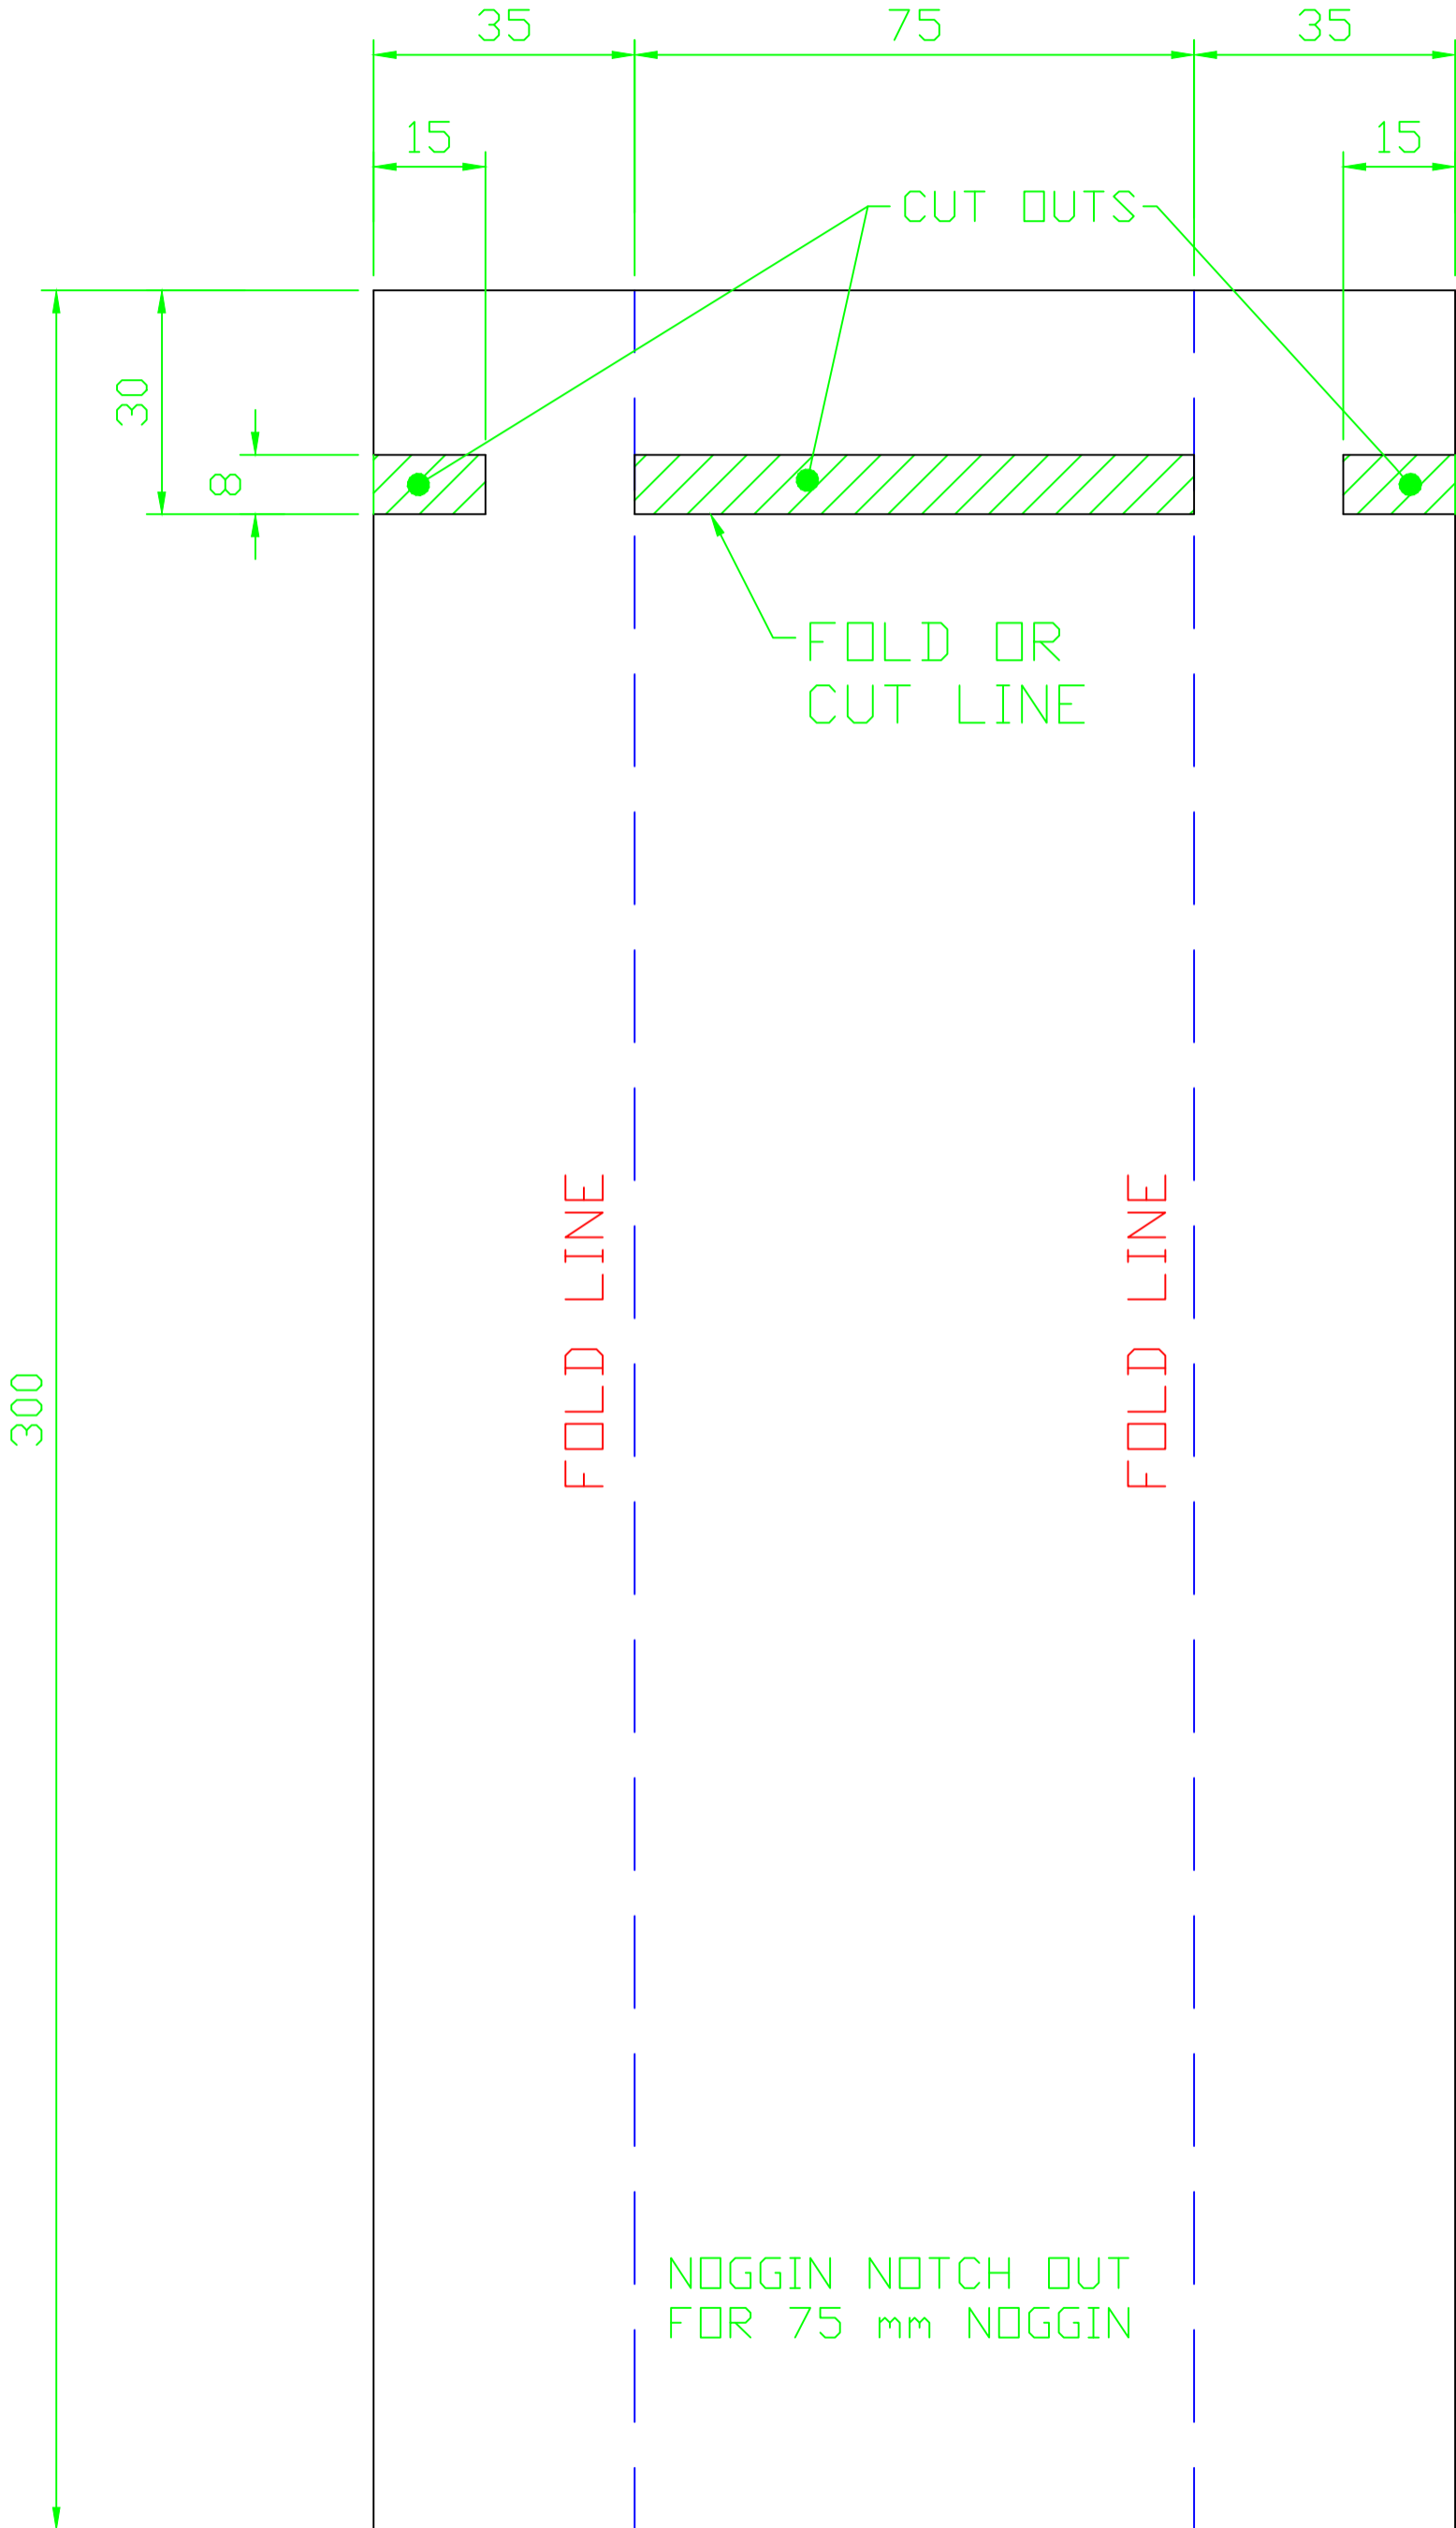 35
75
35
15
15
CUT OUTS
30
8
FOLD OR
CUT LINE
FOLD LINE
FOLD LINE
300
NOGGIN NOTCH OUT
FOR 75 mm NOGGIN